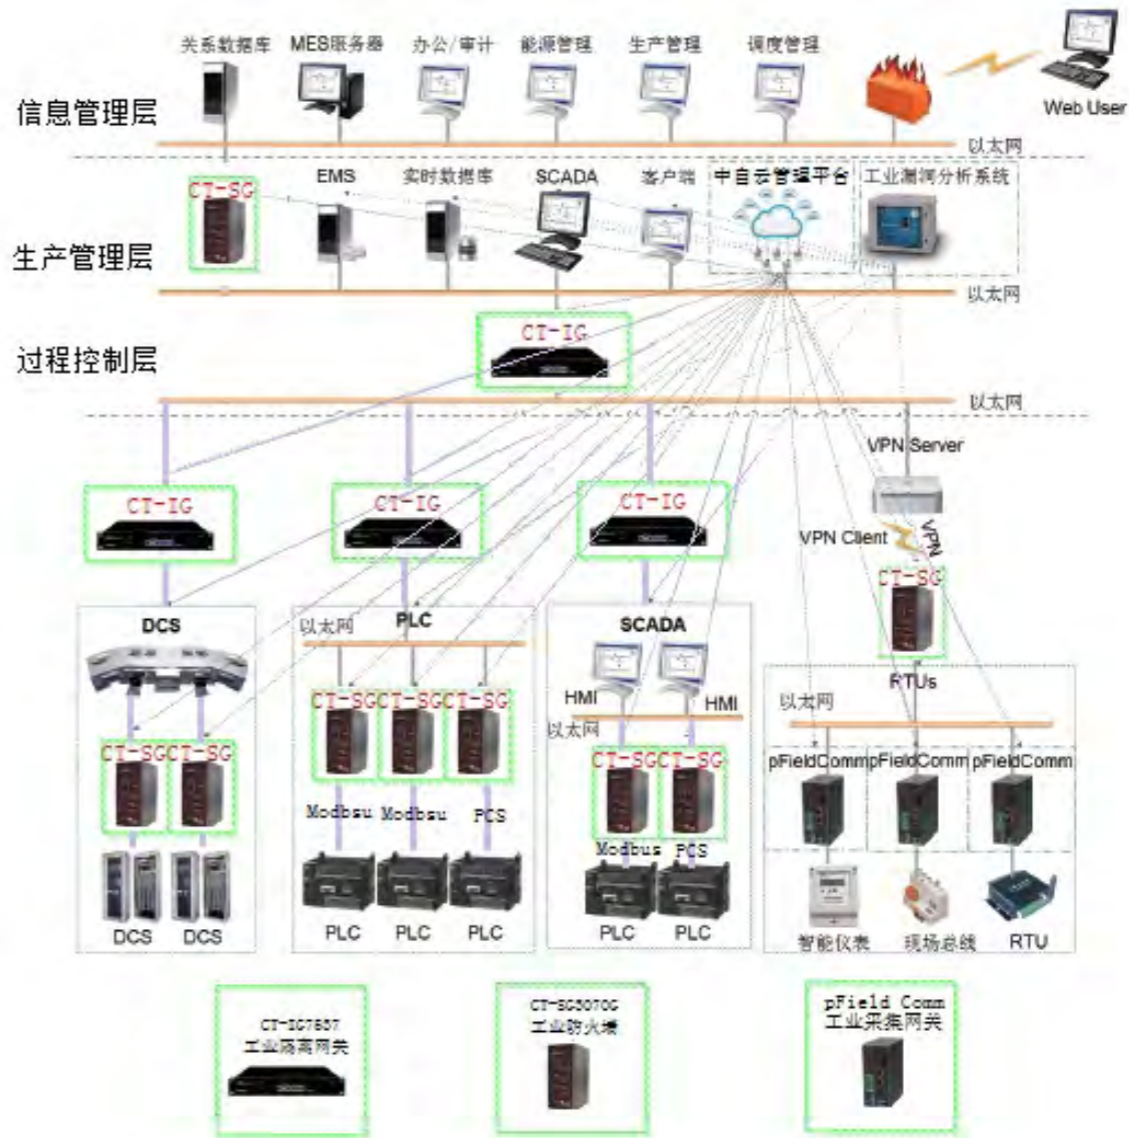 关系数据库
MES服务器
办公/审计
能源管理
生产管理
调度管理
Web User
信息管理层
以太网
CT-SG
EMS
实时数据库
SCADA
客户端
中自云管理平台
工业漏洞分析系统
生产管理层
以太网
CT-IG
过程控制层
以太网
VPN Server
CT-IG
CT-IG
CT-IG
VPN Client
VPN
CT-SG
DCS
以太网
PLC
SCADA
RTUs
HMI
HMI
以太网
以太网
CT-SG
CT-SG
CT-SG
CT-SG
CT-SG
CT-SG
CT-SG
pFieldComm
pFieldComm
pFieldComm
Modbsu
Modbsu
PCS
Modbus
PCS
DCS
DCS
PLC
PLC
PLC
PLC
PLC
智能仪表
现场总线
RTU
工业隔离网关
工业防火墙
pField Comm
工业采集网关